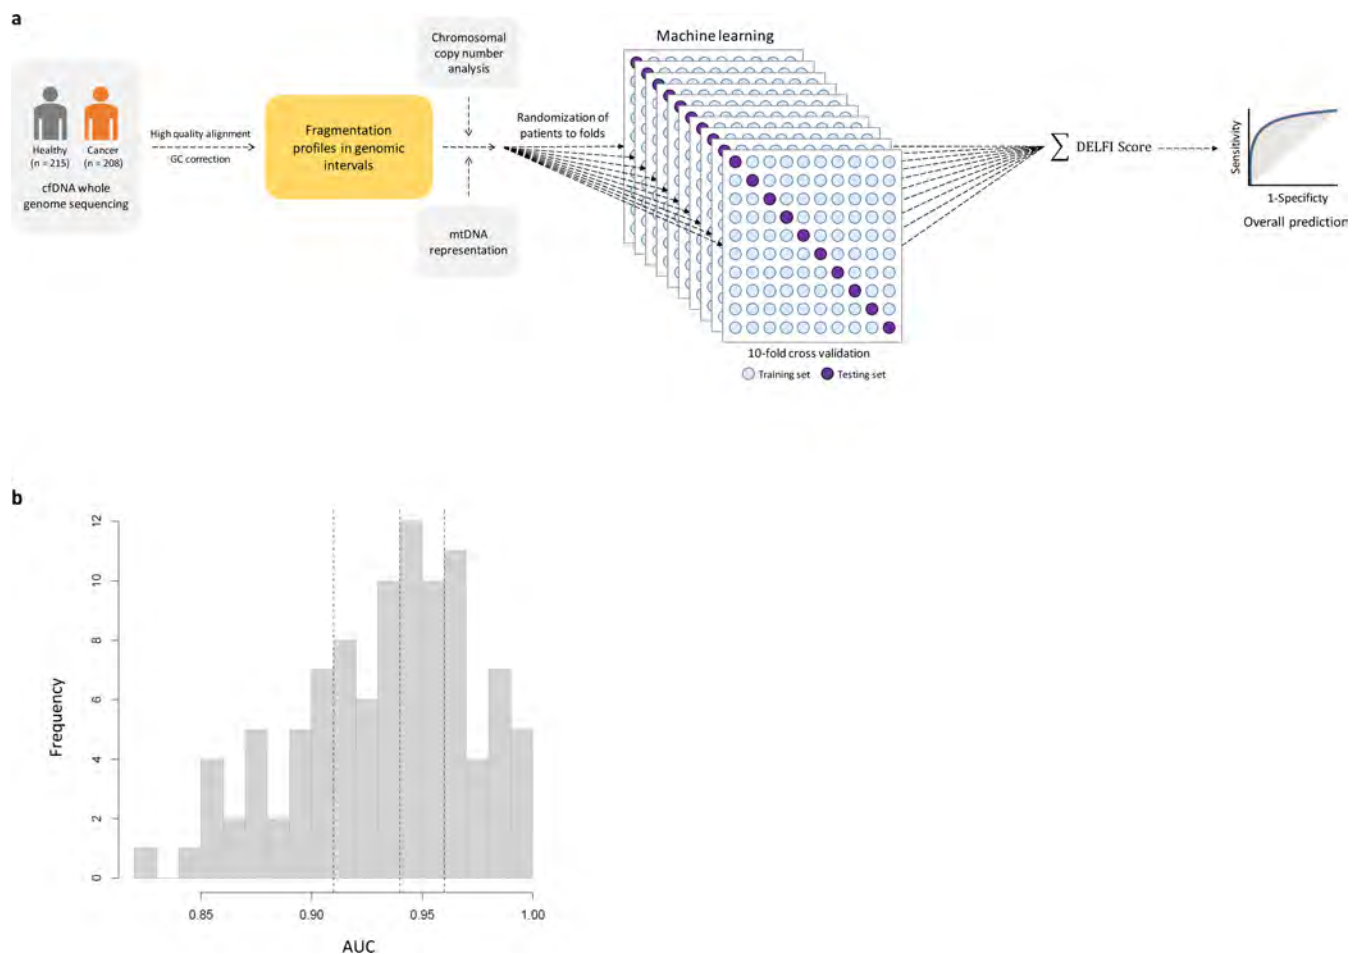 a
Healthy
(n = 215)
Cancer
(n = 208)
cfDNA whole
genome sequencing
High quality alignment
GC correction
Fragmentation
profiles in genomic
intervals
Chromosomal
copy number
analysis
mtDNA
representation
Randomization of
patients to folds
Machine learning
10-fold cross validation
Training set
Testing set
∑ DELFI Score
Sensitivity
1-Specificty
Overall prediction
b
Frequency
12
10
8
6
4
2
0
0.85
0.90
0.95
1.00
AUC